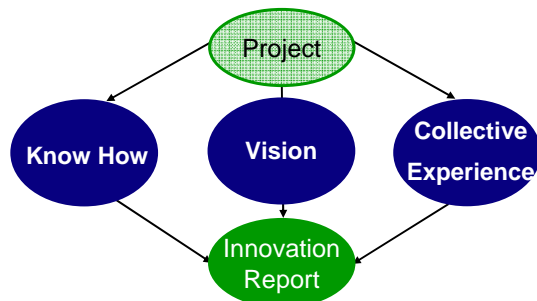 Project
Know How
Vision
Collective
Experience
Innovation
Report